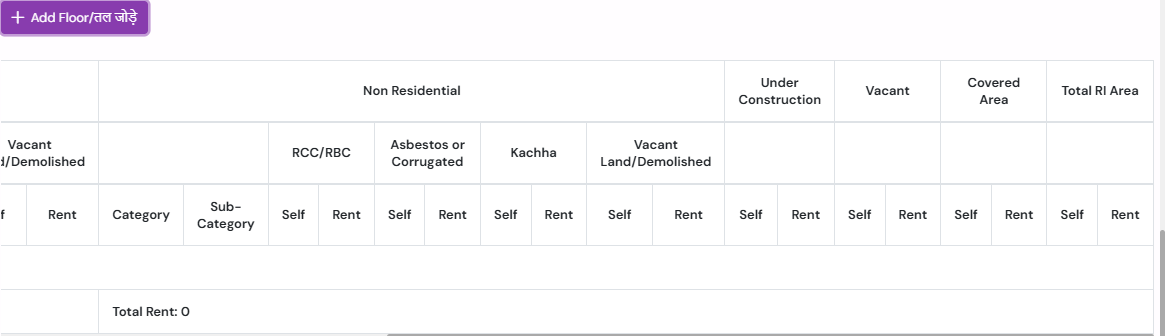 + Add Floor/तल जोड़े
Non Residential
Under
Construction
Vacant
Covered
Area
Total RI Area
Vacant
/Demolished
RCC/RBC
Asbestos or
Corrugated
Kachha
Vacant
Land/Demolished
Rent
Category
Sub-
Category
Self
Rent
Self
Rent
Self
Rent
Self
Rent
Self
Rent
Self
Rent
Self
Rent
Self
Rent
Total Rent: 0